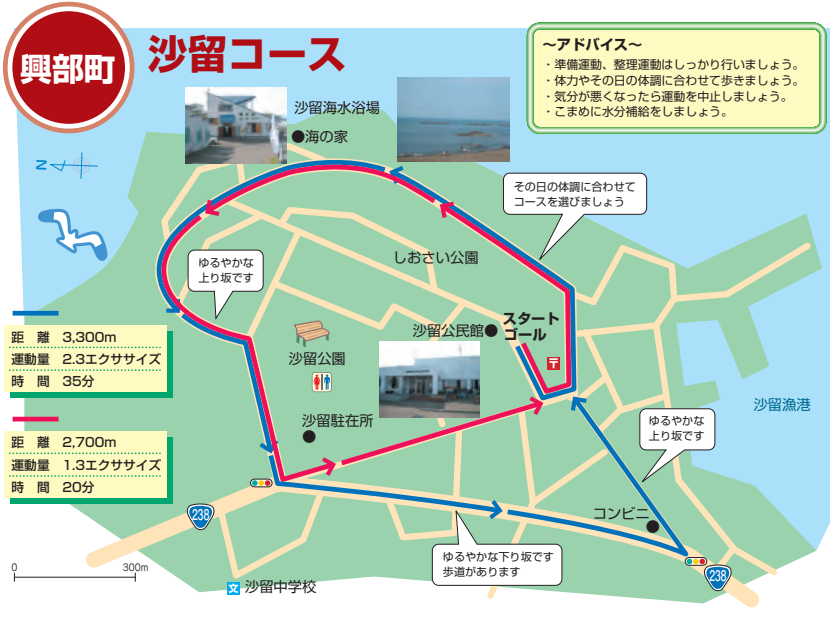 興部町
沙留コース
～アドバイス～
・準備運動、整理運動はしっかり行いましょう。
・体力やその日の体調に合わせて歩きましょう。
・気分が悪くなったら運動を中止しましょう。
・こまめに水分補給をしましょう。
沙留海水浴場
海の家
N
その日の体調に合わせて
コースを選びましょう
しおさい公園
ゆるやかな
上り坂です
スタート
ゴール
沙留公民館
距　離　3,300m
運動量　2.3エクササイズ
時　間　35分
沙留公園
沙留漁港
沙留駐在所
ゆるやかな
上り坂です
距　離　2,700m
運動量　1.3エクササイズ
時　間　20分
238
コンビニ
ゆるやかな下り坂です
歩道があります
238
0
300m
文
沙留中学校